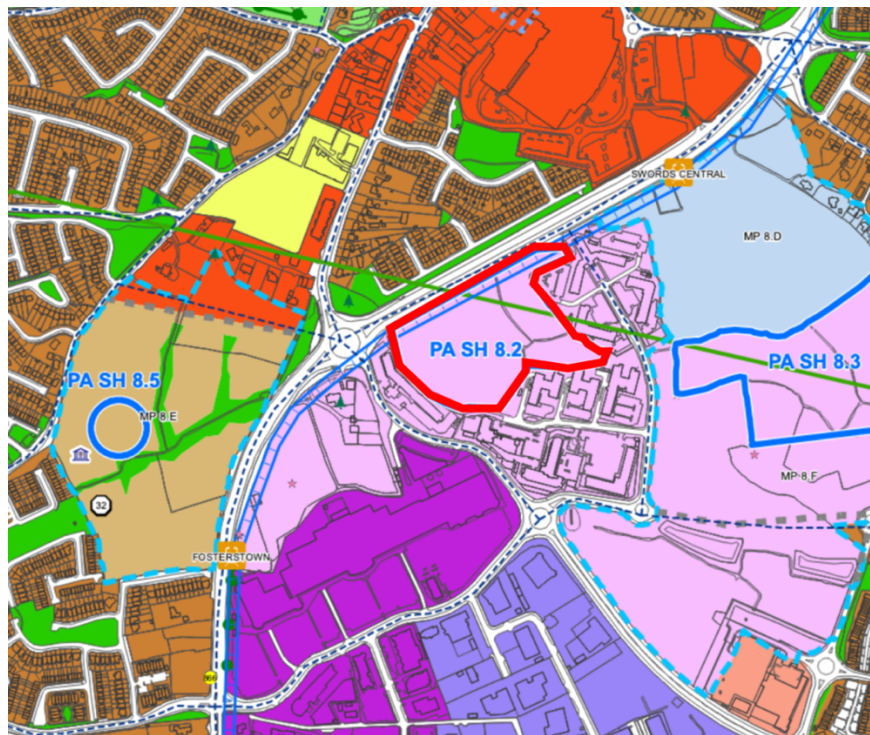 SWORDS CENTRAL
MP 8.D
PA SH 8.2
PA SH 8.3
PA SH 8.5
MP 8.E
MP 8.F
32
FOSTERSTOWN